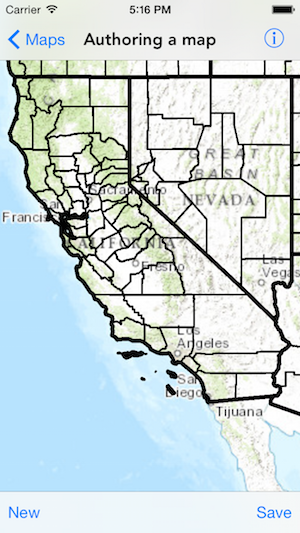 Carrier 5:16 PM
Maps Authoring a map
GREAT
BASIN
Sacramento
NEVADA
San
Francisco
CALIFORNIA
Fresno
Las
Vegas
Los
Angeles
San
Diego
Tijuana
New Save